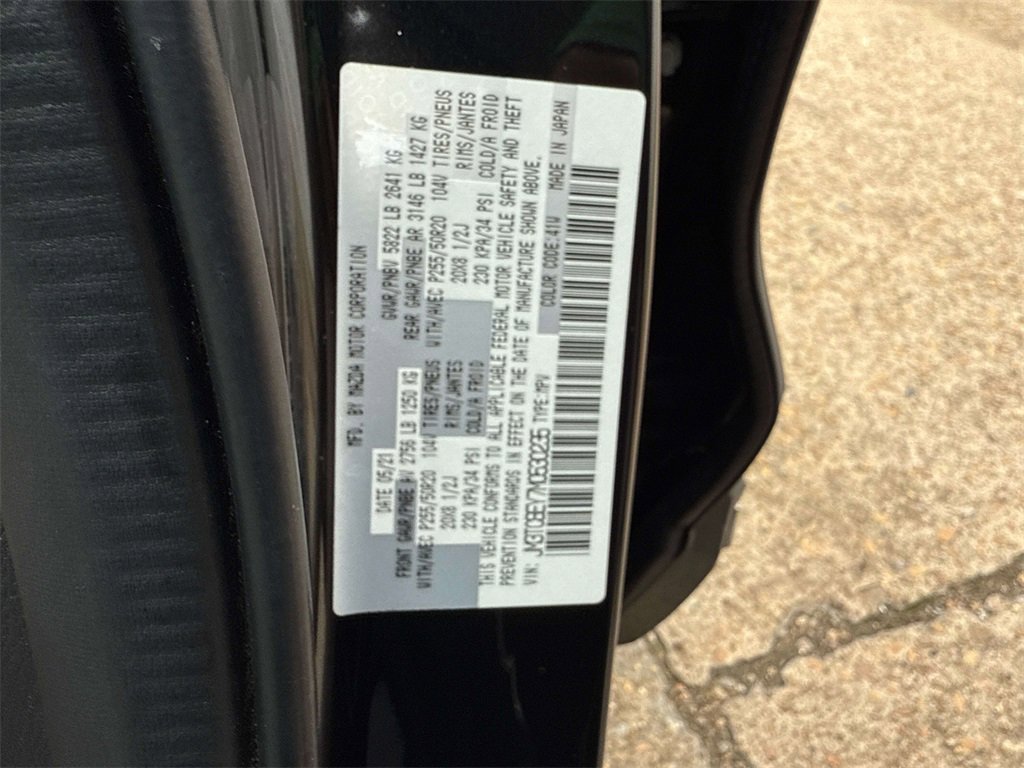 MFD. BY MAZDA MOTOR CORPORATION
DATE 05/21 GVWR/PNBV 5822 LB 2641 KG
FRONT GAWR/PNBE AV 2756 LB 1250 KG REAR GAWR/PNBE AR 3146 LB 1427 KG
WITH/AVEC P255/50R20 104V TIRES/PNEUS WITH/AVEC P255/50R20 104V TIRES/PNEUS
20X8 1/2J RIMS/JANTES 20X8 1/2J RIMS/JANTES
230 KPA/34 PSI COLD/A FROID 230 KPA/34 PSI COLD/A FROID
THIS VEHICLE CONFORMS TO ALL APPLICABLE FEDERAL MOTOR VEHICLE SAFETY AND THEFT
PREVENTION STANDARDS IN EFFECT ON THE DATE OF MANUFACTURE SHOWN ABOVE.
VIN: JM3TCBEY7M0530235 TYPE:MPV COLOR CODE:41W MADE IN JAPAN